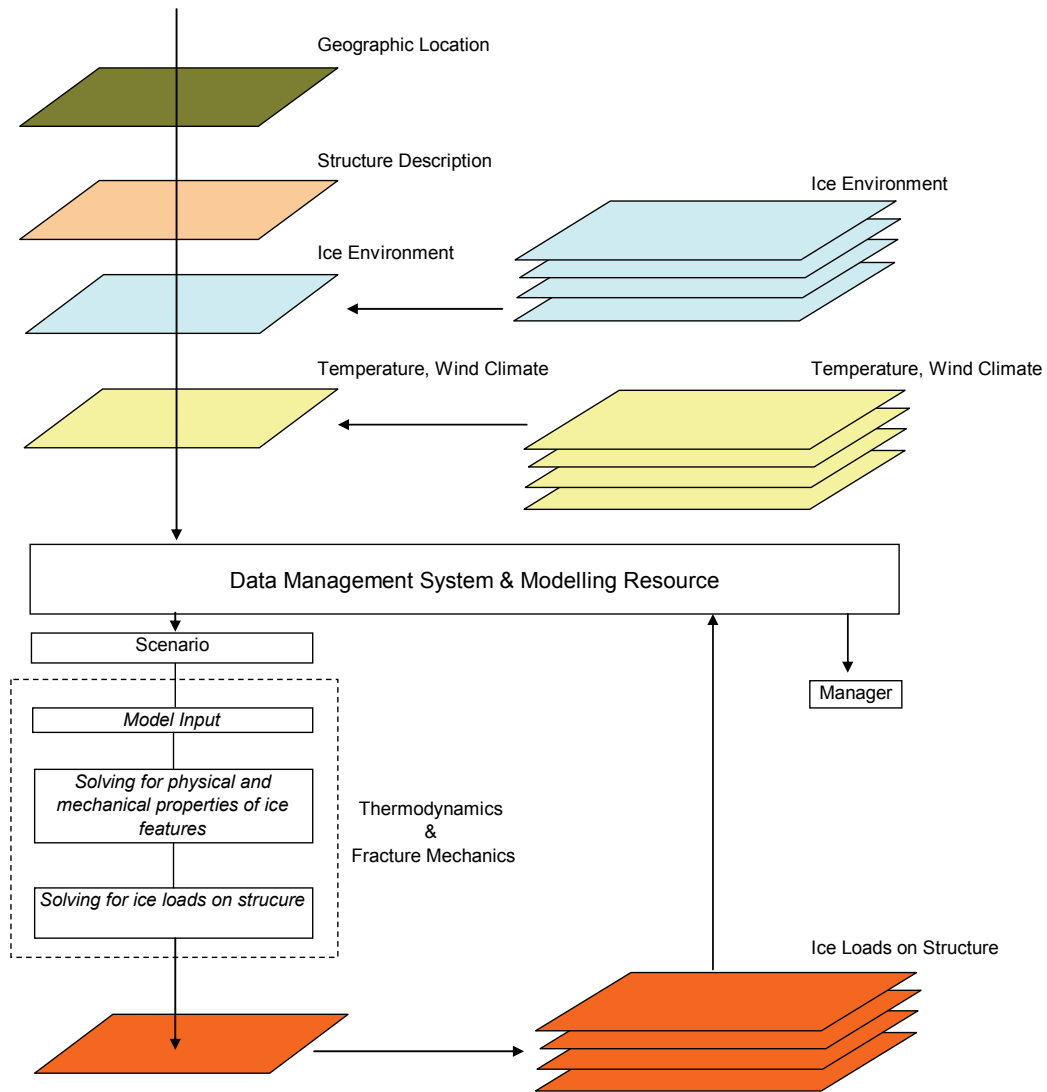 Geographic Location
Structure Description
Ice Environment
Ice Environment
Temperature, Wind Climate
Temperature, Wind Climate
Data Management System & Modelling Resource
Scenario
Manager
Model Input
Solving for physical and
mechanical properties of ice
features
Thermodynamics
&
Fracture Mechanics
Solving for ice loads on strucure
Ice Loads on Structure